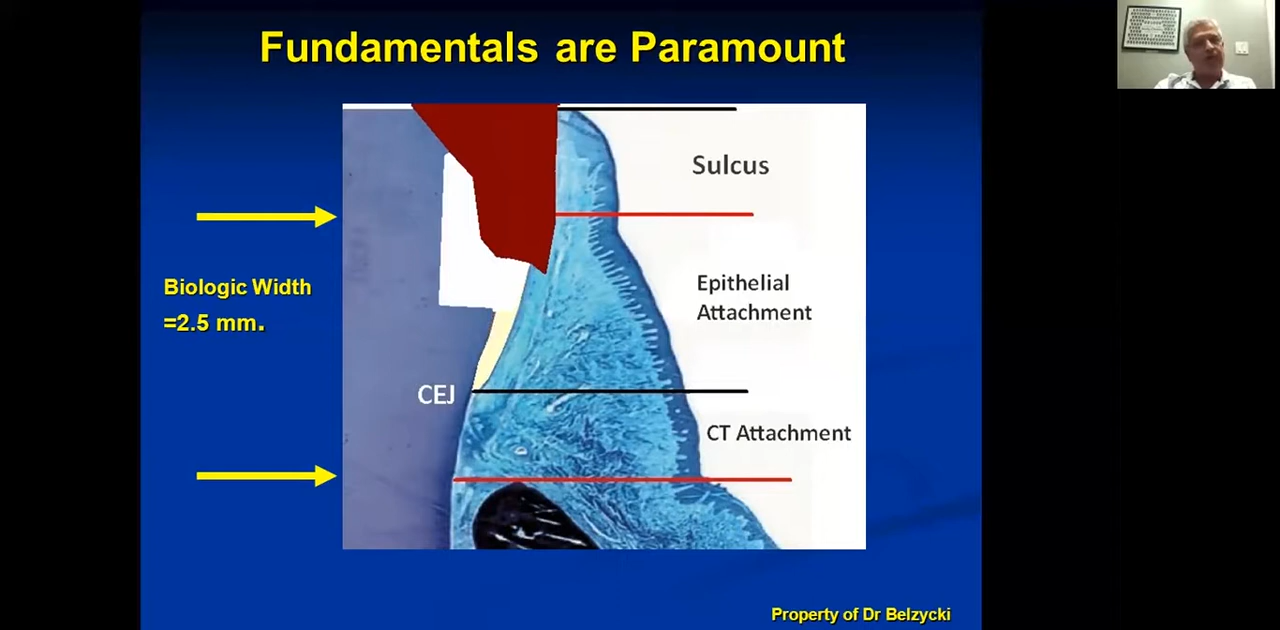 Fundamentals are Paramount
Sulcus
Biologic Width
=2.5 mm.
Epithelial
Attachment
CEJ
CT Attachment
Property of Dr Belzycki